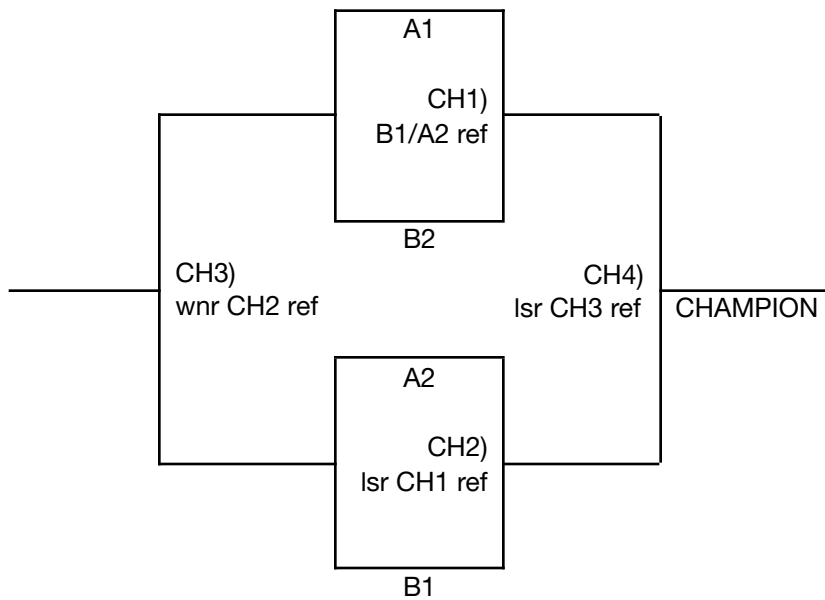 A1
CH1)
B1/A2 ref
B2
CH3)
wnr CH2 ref
CH4)
lsr CH3 ref
CHAMPION
A2
CH2)
lsr CH1 ref
B1